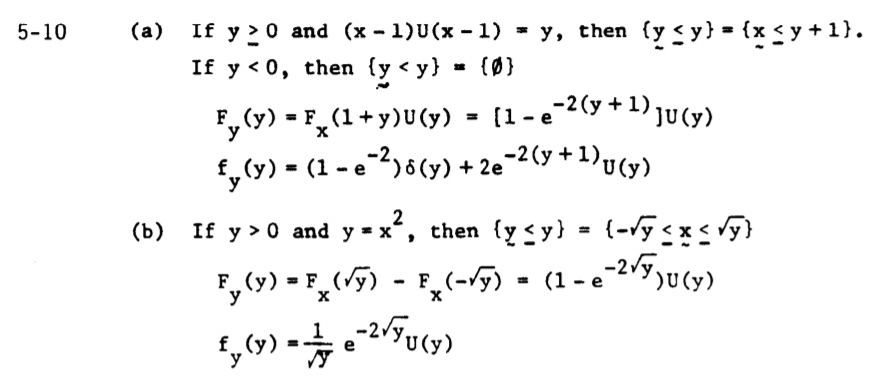 5-10 (a) If y ≥ 0 and (x - 1)U(x - 1) = y, then {y ≤ y} = {x ≤ y + 1}.
If y < 0, then {y < y} = {∅}
F_y(y) = F_x(1 + y)U(y) = [1 - e^{-2(y + 1)}]U(y)
f_y(y) = (1 - e^{-2})δ(y) + 2e^{-2(y + 1)}U(y)
(b) If y > 0 and y = x^2, then {y ≤ y} = {-√y ≤ x ≤ √y}
F_y(y) = F_x(√y) - F_x(-√y) = (1 - e^{-2√y})U(y)
f_y(y) = 1/√y e^{-2√y}U(y)